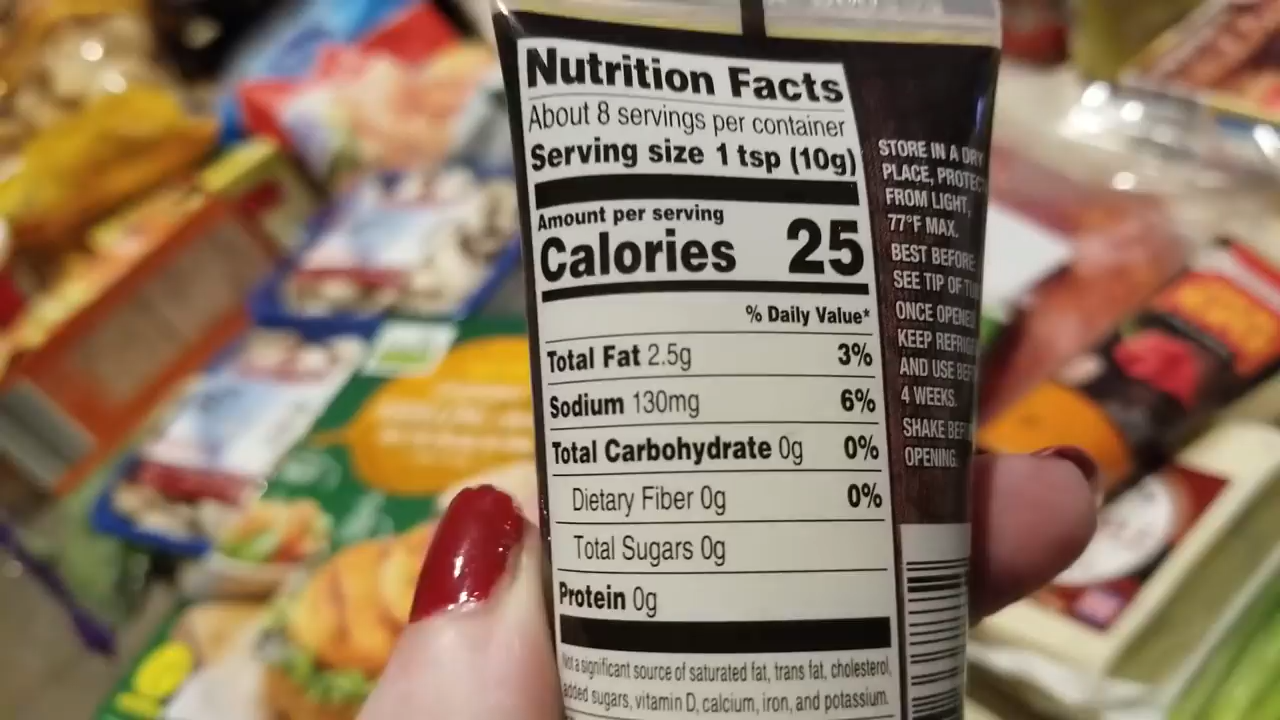 Nutrition Facts
About 8 servings per container
Serving size 1 tsp (10g)
Amount per serving
Calories 25
% Daily Value*
Total Fat 2.5g 3%
Sodium 130mg 6%
Total Carbohydrate 0g 0%
Dietary Fiber 0g 0%
Total Sugars 0g
Protein 0g
Not a significant source of saturated fat, trans fat, cholesterol,
added sugars, vitamin D, calcium, iron, and potassium.
STORE IN A DRY
PLACE, PROTECT
FROM LIGHT,
77°F MAX.
BEST BEFORE
SEE TIP OF
ONCE OPENED
KEEP
AND USE
4 WEEKS.
SHAKE
OPENING.